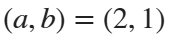 (a, b) = (2, 1)